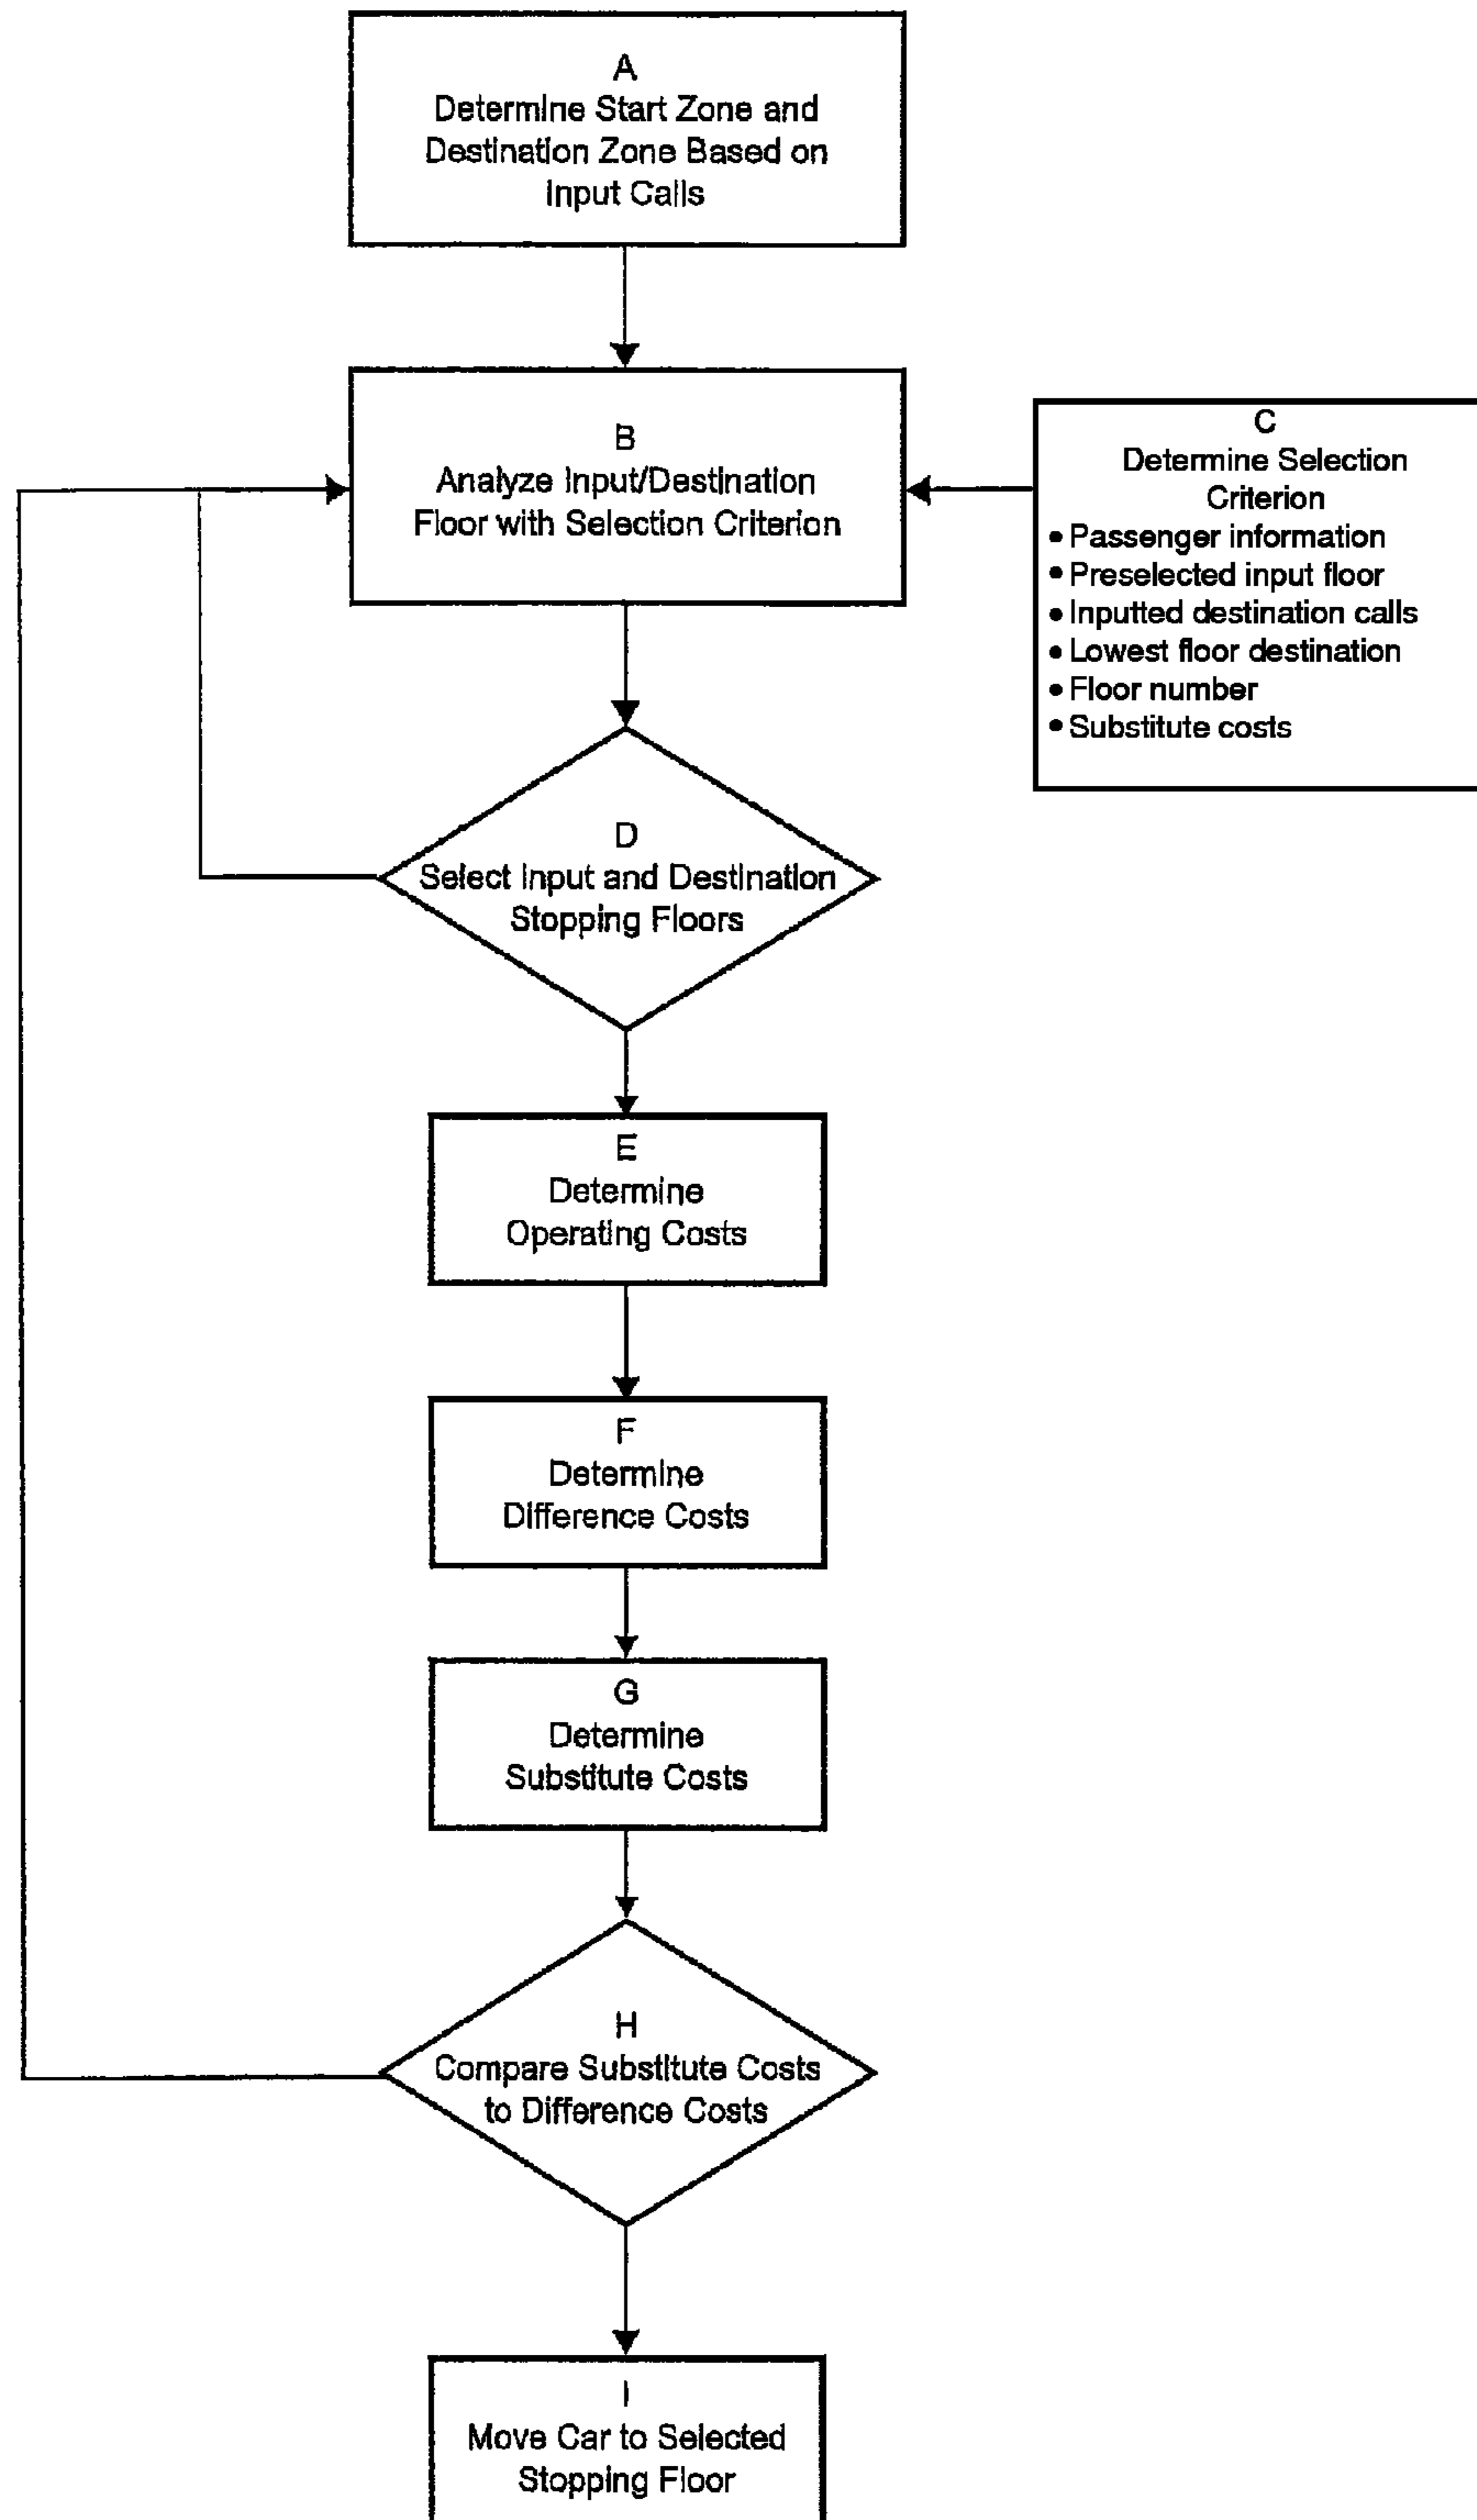 A
Determine Start Zone and
Destination Zone Based on
Input Calls
B
Analyze Input/Destination
Floor with Selection Criterion
C
Determine Selection
Criterion
• Passenger information
• Preselected input floor
• Inputted destination calls
• Lowest floor destination
• Floor number
• Substitute costs
D
Select Input and Destination
Stopping Floors
E
Determine
Operating Costs
F
Determine
Difference Costs
G
Determine
Substitute Costs
H
Compare Substitute Costs
to Difference Costs
I
Move Car to Selected
Stopping Floor